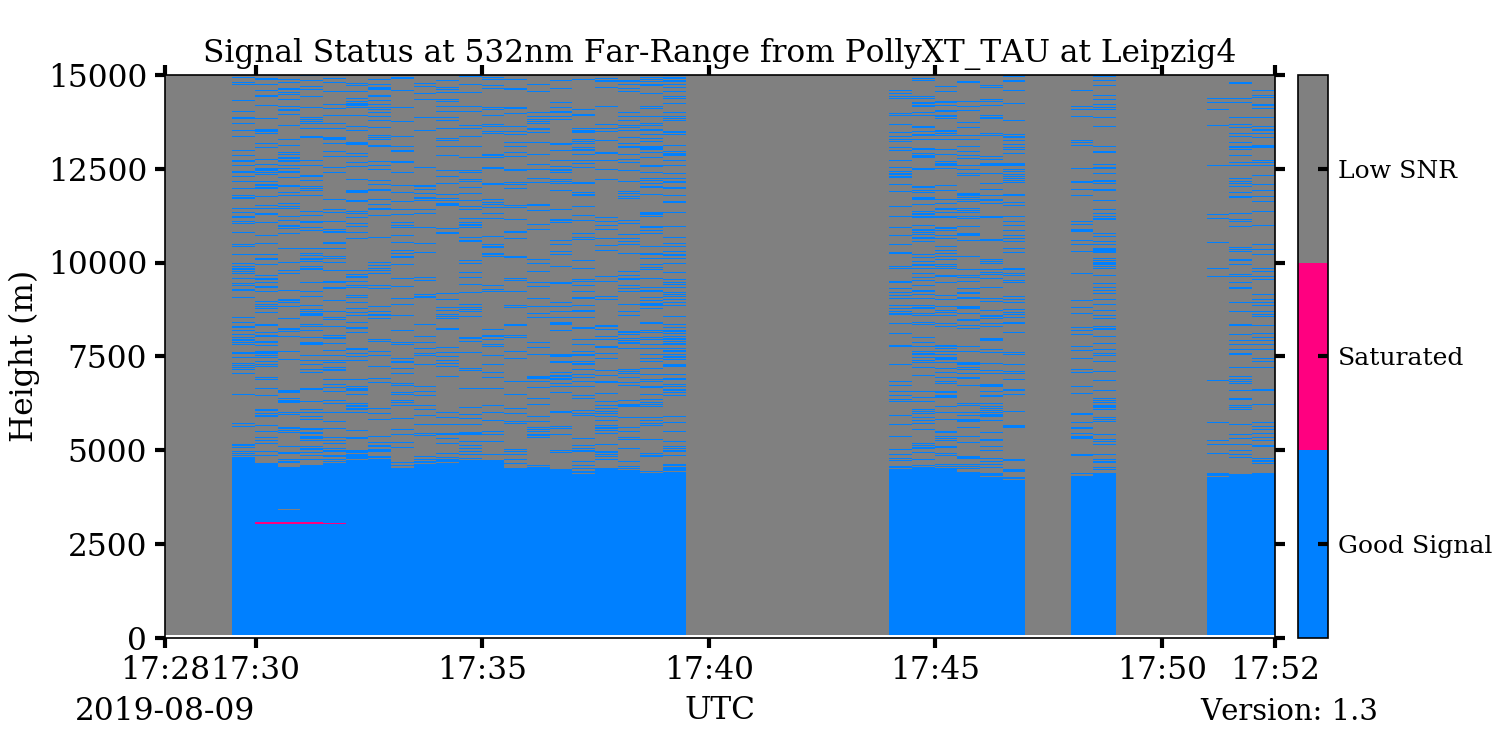 Signal Status at 532nm Far-Range from PollyXT_TAU at Leipzig4
15000
12500
10000
7500
5000
2500
0
Height (m)
Low SNR
Saturated
Good Signal
17:28 17:30 17:35 17:40 17:45 17:50 17:52
2019-08-09 UTC Version: 1.3